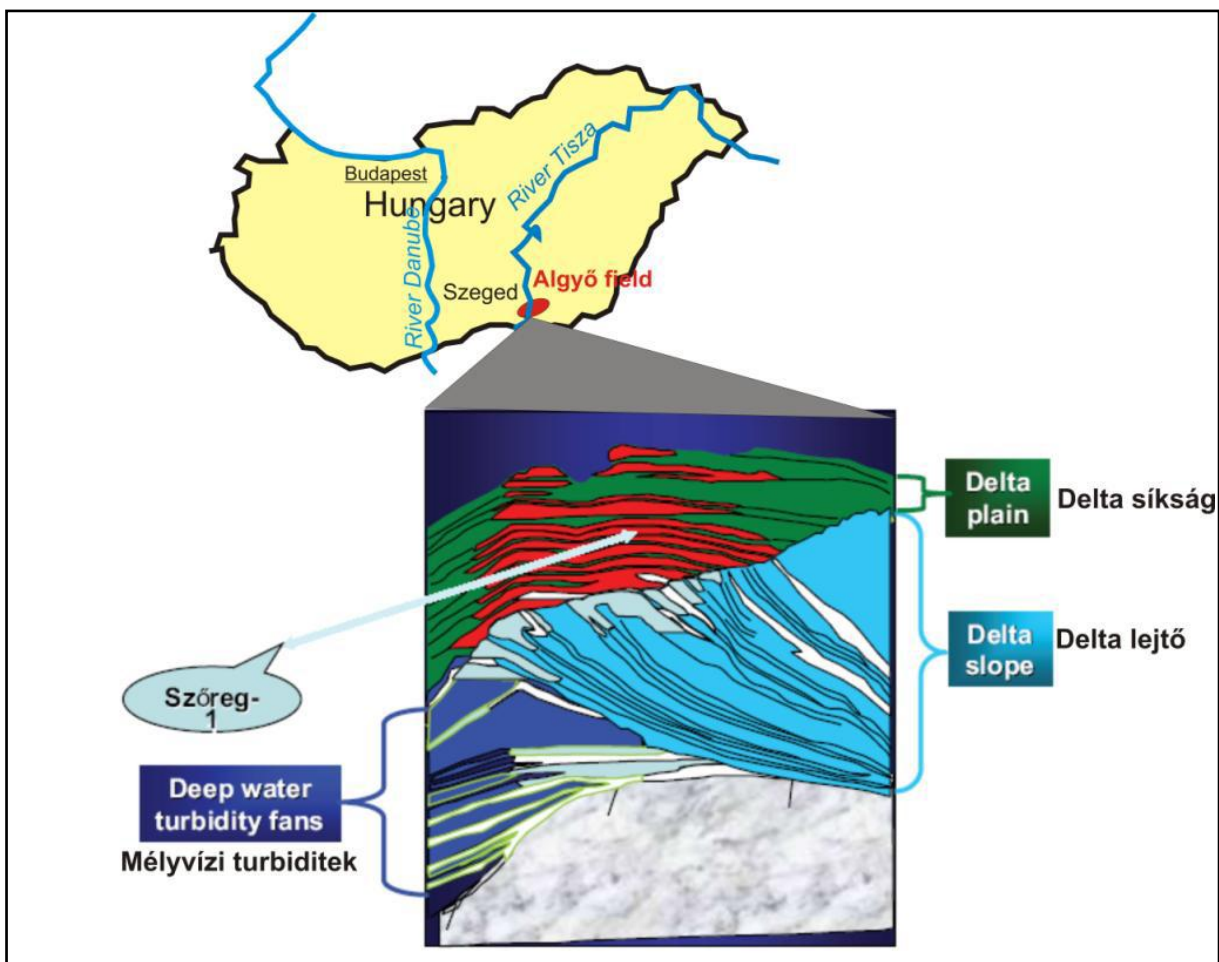 Budapest
Hungary
River Danube
River Tisza
Szeged
Algyő field
Delta
plain
Delta síkság
Delta
slope
Delta lejtő
Szőreg-
1
Deep water
turbidity fans
Mélyvízi turbiditek